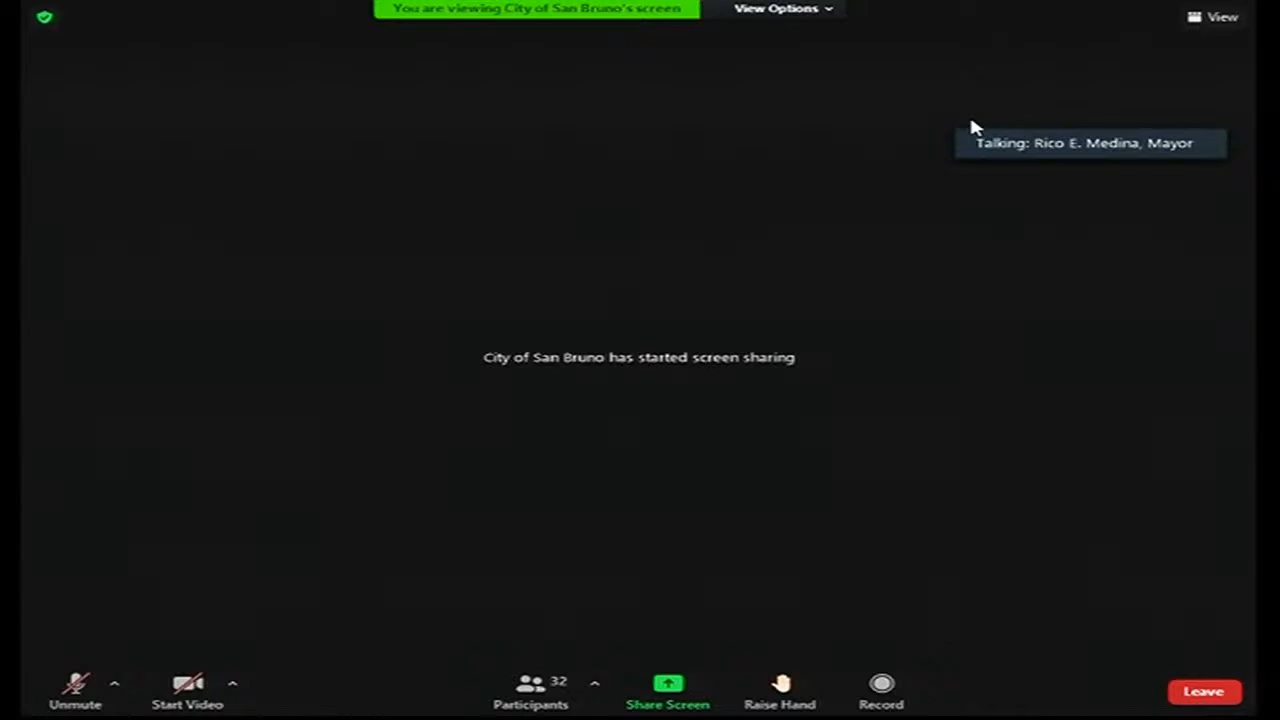 You are viewing City of San Bruno's screen
View Options
View
Talking: Rico E. Medina, Mayor
City of San Bruno has started screen sharing
32
Unmute
Start Video
Participants
Share Screen
Raise Hand
Record
Leave